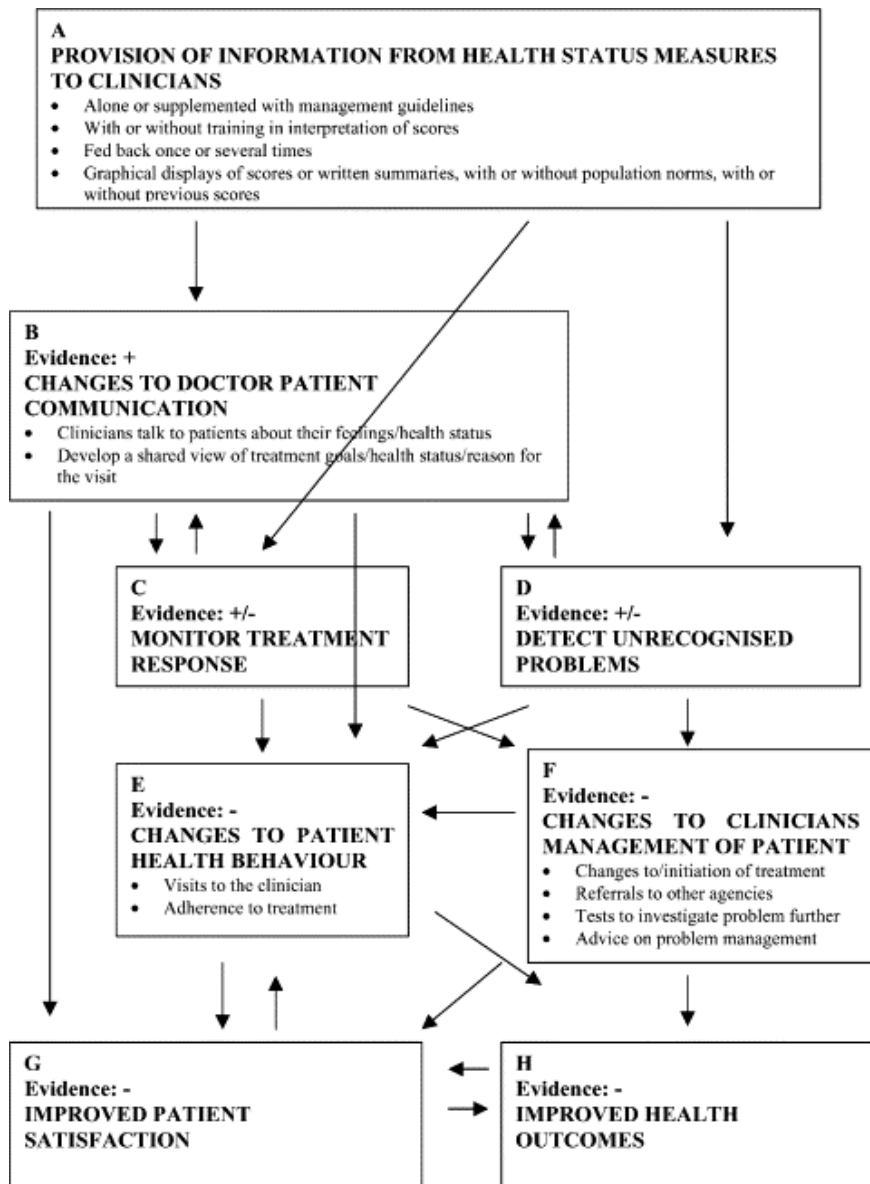 A
PROVISION OF INFORMATION FROM HEALTH STATUS MEASURES
TO CLINICIANS
• Alone or supplemented with management guidelines
• With or without training in interpretation of scores
• Fed back once or several times
• Graphical displays of scores or written summaries, with or without population norms, with or
without previous scores
B
Evidence: +
CHANGES TO DOCTOR PATIENT
COMMUNICATION
• Clinicians talk to patients about their feelings/health status
• Develop a shared view of treatment goals/health status/reason for
the visit
C
Evidence: +/-
MONITOR TREATMENT
RESPONSE
D
Evidence: +/-
DETECT UNRECOGNISED
PROBLEMS
E
Evidence: -
CHANGES TO PATIENT
HEALTH BEHAVIOUR
• Visits to the clinician
• Adherence to treatment
F
Evidence: -
CHANGES TO CLINICIANS
MANAGEMENT OF PATIENT
• Changes to/initiation of treatment
• Referrals to other agencies
• Tests to investigate problem further
• Advice on problem management
G
Evidence: -
IMPROVED PATIENT
SATISFACTION
H
Evidence: -
IMPROVED HEALTH
OUTCOMES